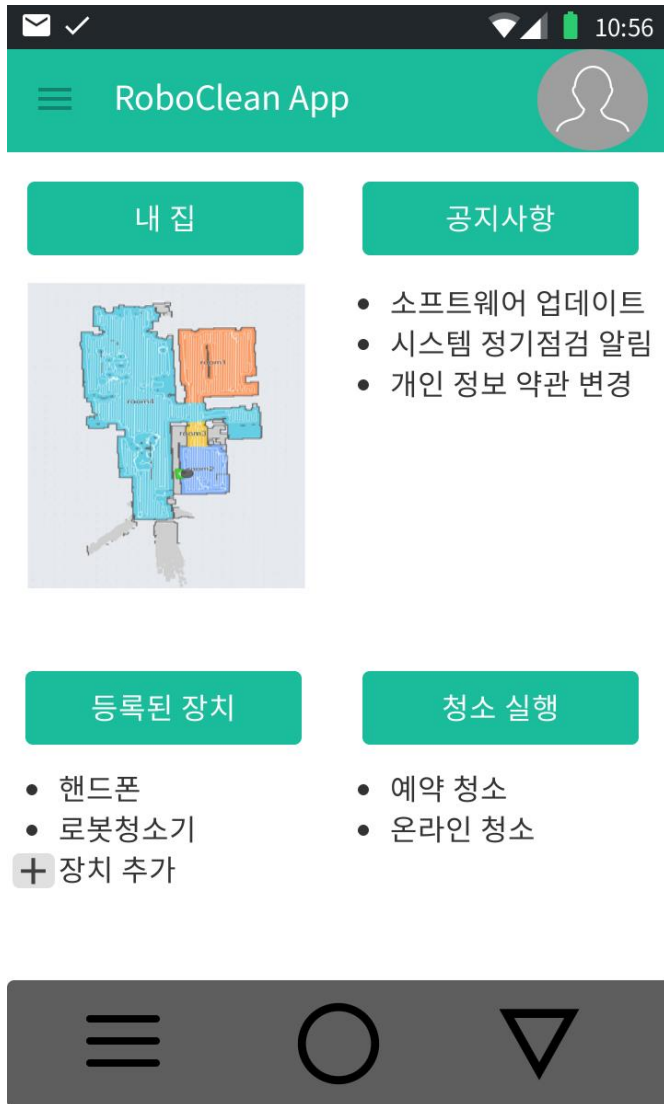 10:56
RoboClean App
내 집
공지사항
소프트웨어 업데이트
시스템 정기점검 알림
개인 정보 약관 변경
등록된 장치
청소 실행
핸드폰
로봇청소기
장치 추가
예약 청소
온라인 청소